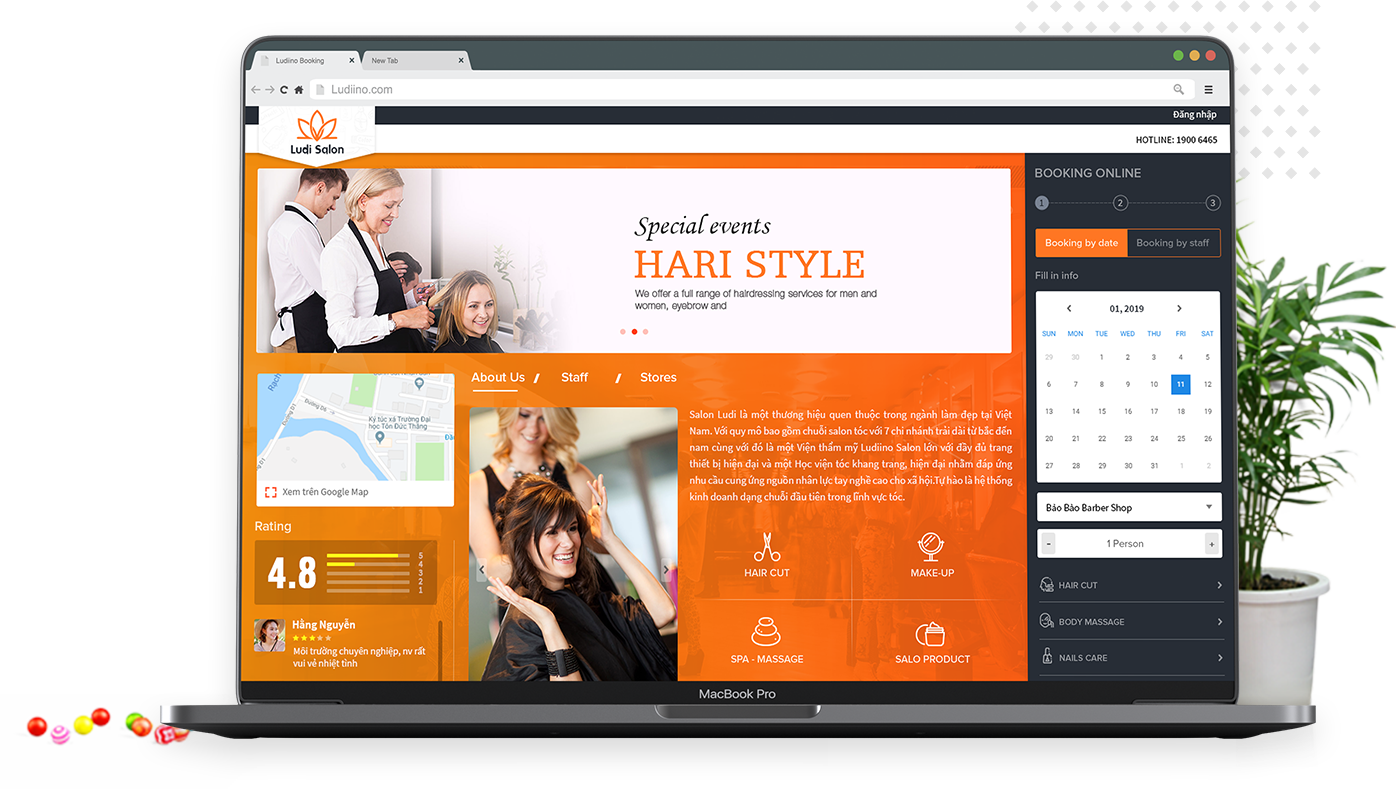 Ludiino Booking
New Tab
Ludiino.com
Đăng nhập
HOTLINE: 1900 6465
Ludi Salon
Special events
HARI STYLE
We offer a full range of hairdressing services for men and
women, eyebrow and
BOOKING ONLINE
1 2 3
Booking by date Booking by staff
Fill in info
01, 2019
SUN MON TUE WED THU FRI SAT
29 30 1 2 3 4 5
6 7 8 9 10 11 12
13 14 15 16 17 18 19
20 21 22 23 24 25 26
27 28 29 30 31 1 2
Bảo Bảo Barber Shop
- 1 Person +
HAIR CUT
BODY MASSAGE
NAILS CARE
About Us / Staff / Stores
Rạch
Đường D1
Đường D6
Ký túc xá Trường Đại
học Tôn Đức Thắng
Xem trên Google Map
Rating
4.8
5
4
3
2
1
Hằng Nguyễn
Môi trường chuyên nghiệp, nv rất
vui vẻ nhiệt tình
Salon Ludi là một thương hiệu quen thuộc trong ngành làm đẹp tại Việt
Nam. Với quy mô bao gồm chuỗi salon tóc với 7 chi nhánh trải dài từ bắc đến
nam cùng với đó là một Viện thẩm mỹ Ludiino Salon lớn với đầy đủ trang
thiết bị hiện đại và một Học viện tóc khang trang, hiện đại nhằm đáp ứng
nhu cầu cung ứng nguồn nhân lực tay nghề cao cho xã hội.Tự hào là hệ thống
kinh doanh dạng chuỗi đầu tiên trong lĩnh vực tóc.
HAIR CUT
MAKE-UP
SPA - MASSAGE
SALO PRODUCT
MacBook Pro